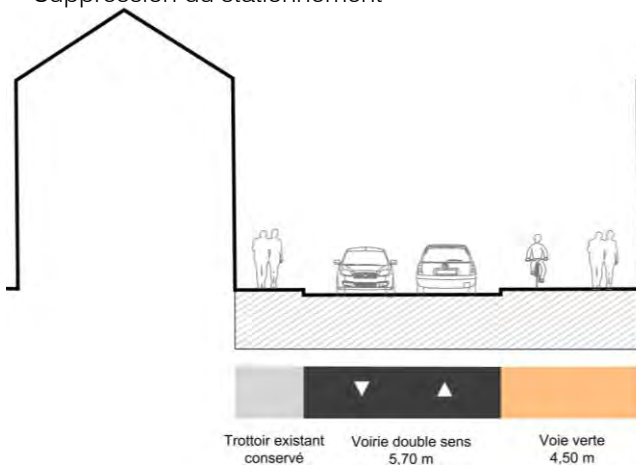 Suppression du stationnement
Trottoir existant
conservé
Voirie double sens
5,70 m
Voie verte
4,50 m